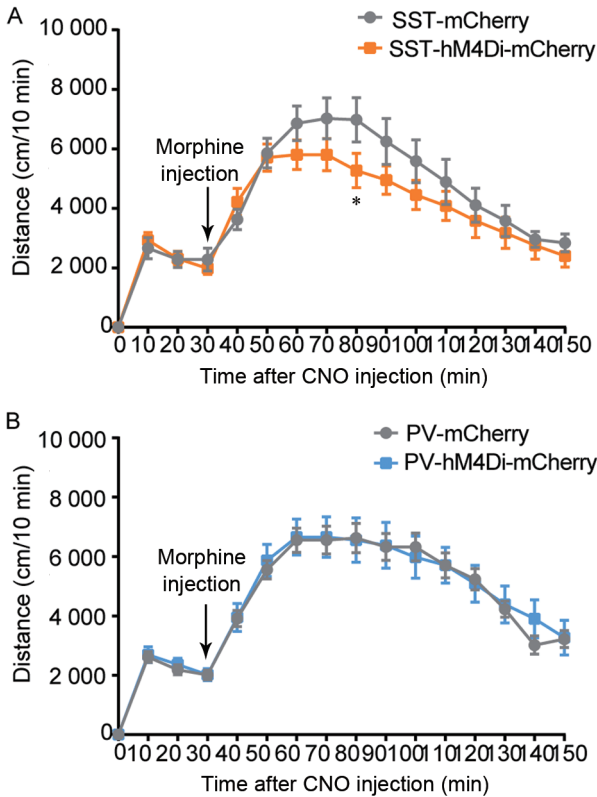 A
SST-mCherry
SST-hM4Di-mCherry
Distance (cm/10 min)
10 000
8 000
6 000
4 000
2 000
0
Morphine
injection
*
0 10 20 30 40 50 60 70 80 90 100 110 120 130 140 150
Time after CNO injection (min)
B
PV-mCherry
PV-hM4Di-mCherry
Distance (cm/10 min)
10 000
8 000
6 000
4 000
2 000
0
Morphine
injection
0 10 20 30 40 50 60 70 80 90 100 110 120 130 140 150
Time after CNO injection (min)